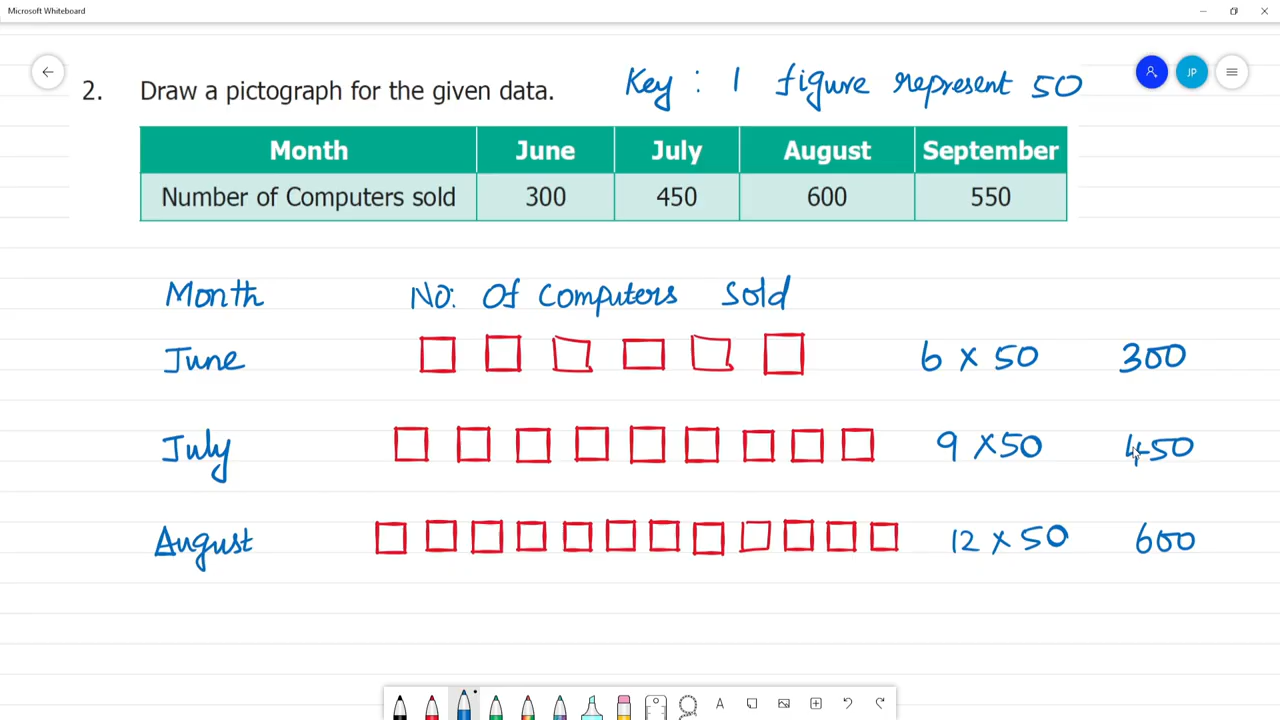 Microsoft Whiteboard
2. Draw a pictograph for the given data. Key : 1 figure represent 50
JP
Month June July August September
Number of Computers sold 300 450 600 550
Month No: Of Computers Sold
June 6 x 50 300
July 9 x 50 450
August 12 x 50 600
A